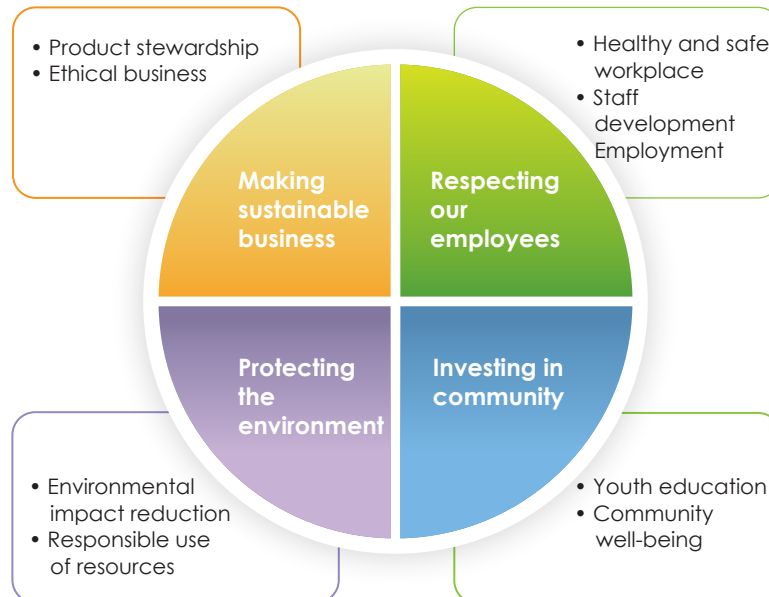 • Product stewardship
• Ethical business
• Healthy and safe
workplace
• Staff
development
Employment
Making
sustainable
business
Respecting
our
employees
Protecting
the
environment
Investing in
community
• Environmental
impact reduction
• Responsible use
of resources
• Youth education
• Community
well-being